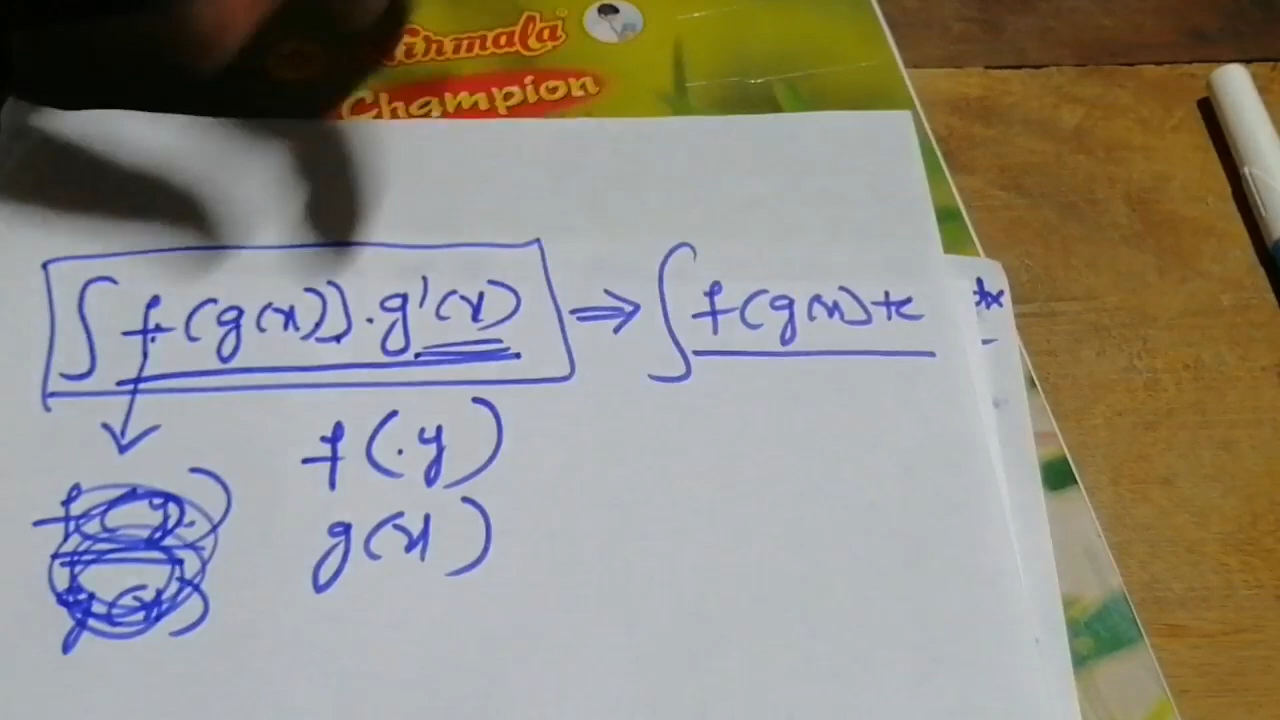 Nirmala
Champion
∫ f(g(x)).g'(x) ⇒ ∫ f(g(x)+c
f(y)
g(x)